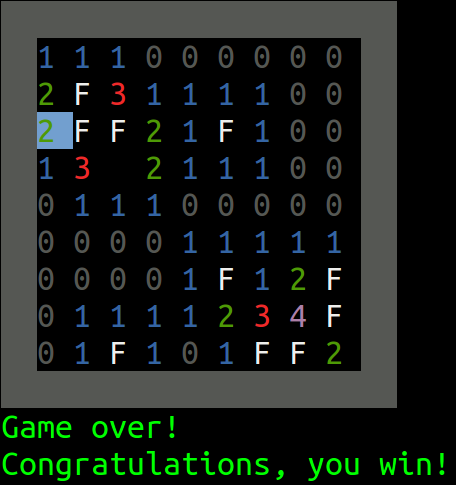 1 1 1 0 0 0 0 0 0
2 F 3 1 1 1 1 0 0
2 F F 2 1 F 1 0 0
1 3   2 1 1 1 0 0
0 1 1 1 0 0 0 0 0
0 0 0 0 1 1 1 1 1
0 0 0 0 1 F 1 2 F
0 1 1 1 1 2 3 4 F
0 1 F 1 0 1 F F 2
Game over!
Congratulations, you win!